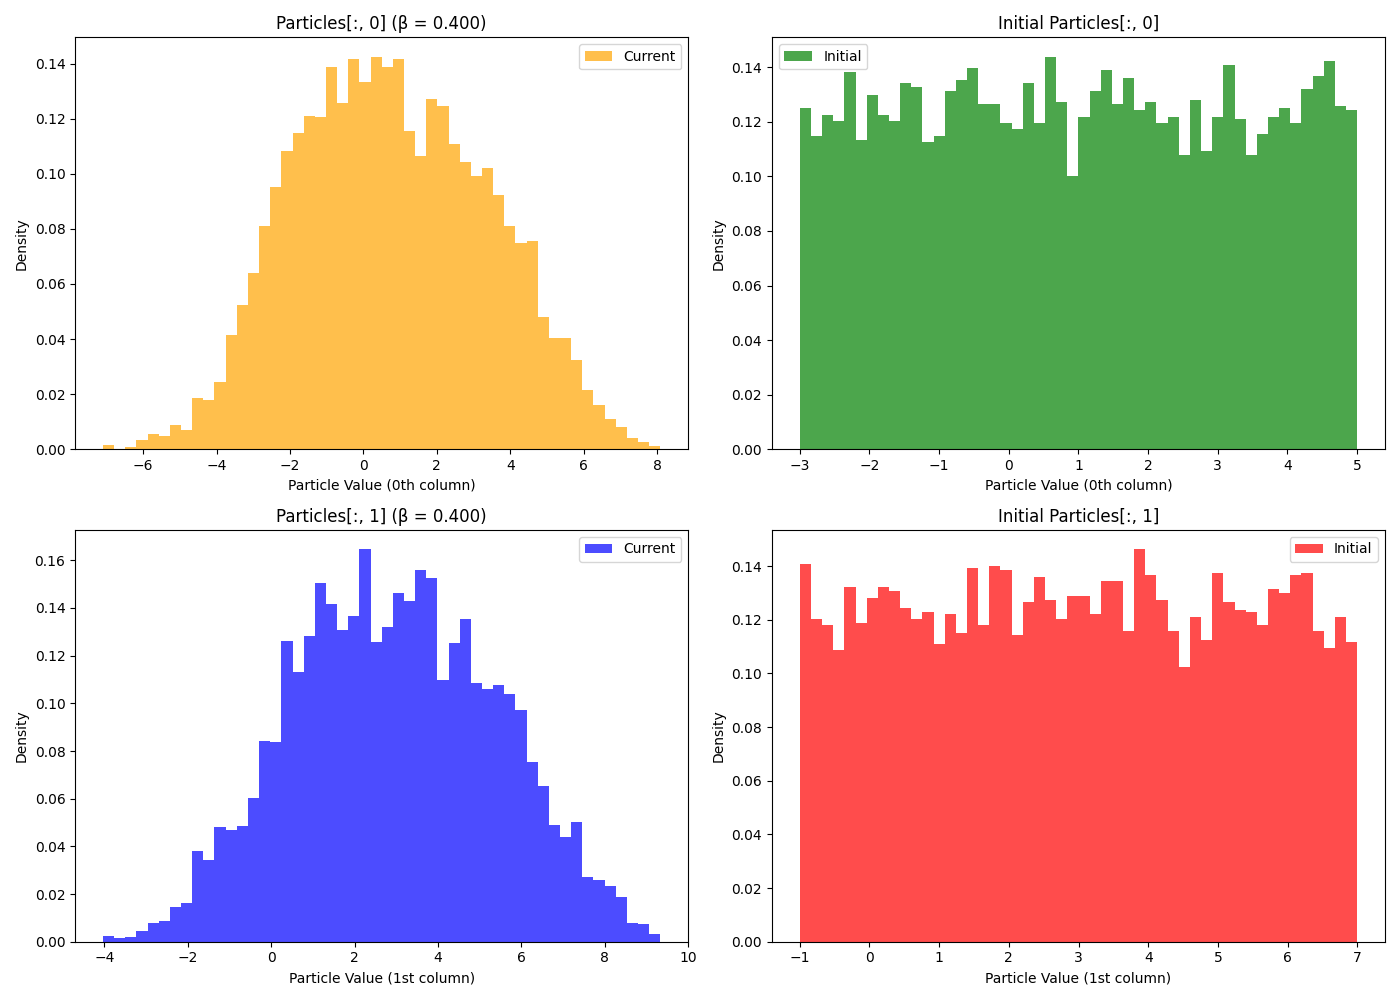 Particles[:, 0] (β = 0.400)
Current
Density
0.14
0.12
0.10
0.08
0.06
0.04
0.02
0.00
−6 −4 −2 0 2 4 6 8
Particle Value (0th column)
Initial Particles[:, 0]
Initial
Density
0.14
0.12
0.10
0.08
0.06
0.04
0.02
0.00
−3 −2 −1 0 1 2 3 4 5
Particle Value (0th column)
Particles[:, 1] (β = 0.400)
Current
Density
0.16
0.14
0.12
0.10
0.08
0.06
0.04
0.02
0.00
−4 −2 0 2 4 6 8 10
Particle Value (1st column)
Initial Particles[:, 1]
Initial
Density
0.14
0.12
0.10
0.08
0.06
0.04
0.02
0.00
−1 0 1 2 3 4 5 6 7
Particle Value (1st column)